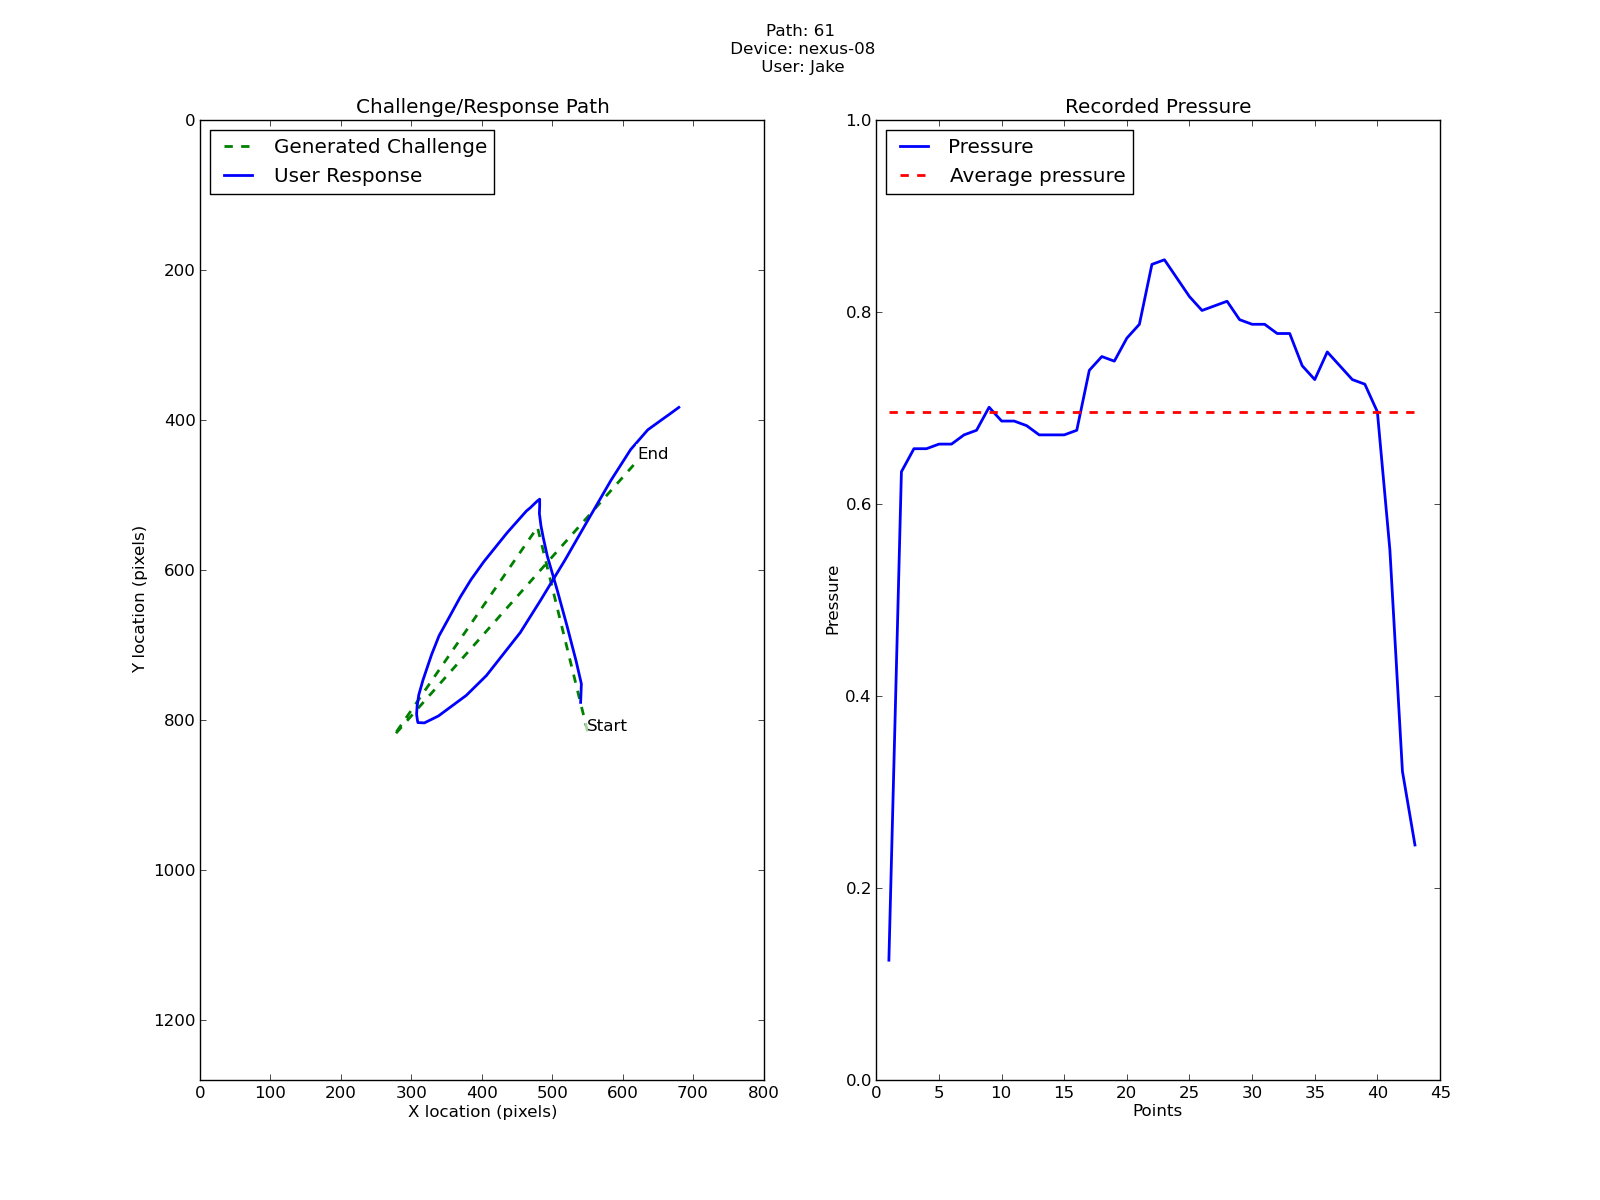 Path: 61
Device: nexus-08
User: Jake
Challenge/Response Path
Generated Challenge
User Response
0
200
400
600
800
1000
1200
Y location (pixels)
End
Start
0 100 200 300 400 500 600 700 800
X location (pixels)
Recorded Pressure
Pressure
Average pressure
1.0
0.8
0.6
0.4
0.2
0.0
Pressure
0 5 10 15 20 25 30 35 40 45
Points